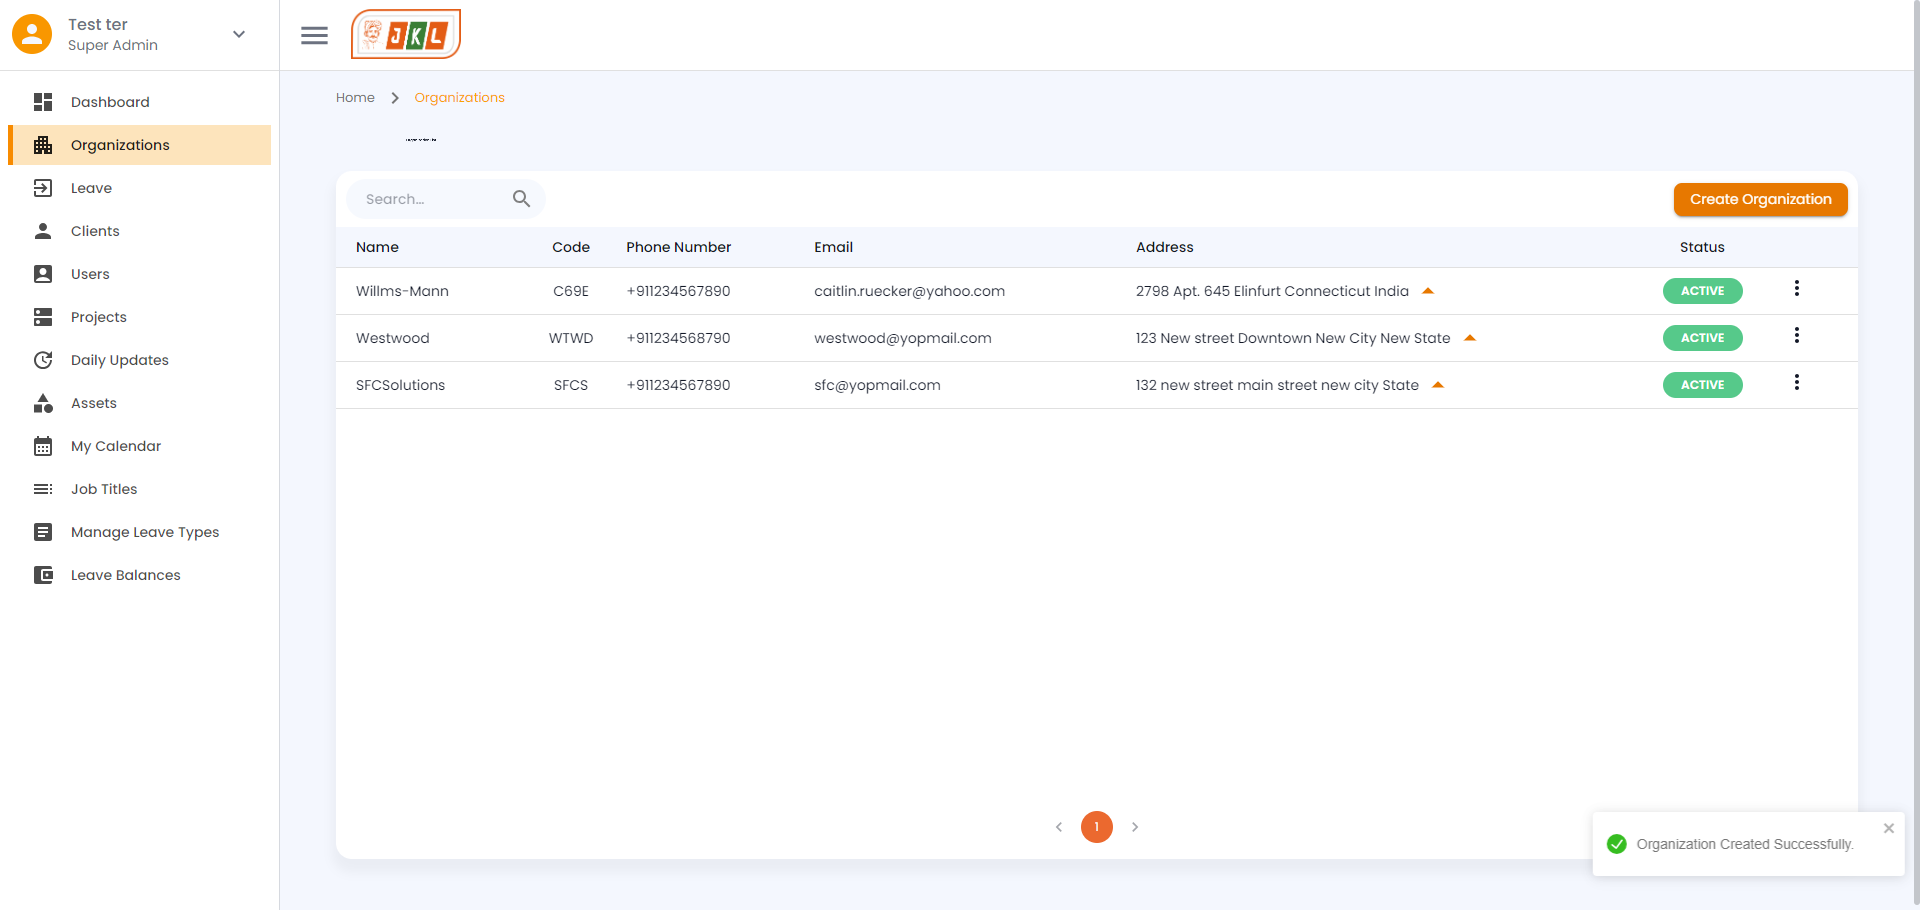 Test ter
Super Admin
JKL
Dashboard
Organizations
Leave
Clients
Users
Projects
Daily Updates
Assets
My Calendar
Job Titles
Manage Leave Types
Leave Balances
Home > Organizations
Search...
Create Organization
Name Code Phone Number Email Address Status
Willms-Mann C69E +911234567890 caitlin.ruecker@yahoo.com 2798 Apt. 645 Elinfurt Connecticut India ACTIVE
Westwood WTWD +911234568790 westwood@yopmail.com 123 New street Downtown New City New State ACTIVE
SFCSolutions SFCS +911234567890 sfc@yopmail.com 132 new street main street new city State ACTIVE
1
Organization Created Successfully.